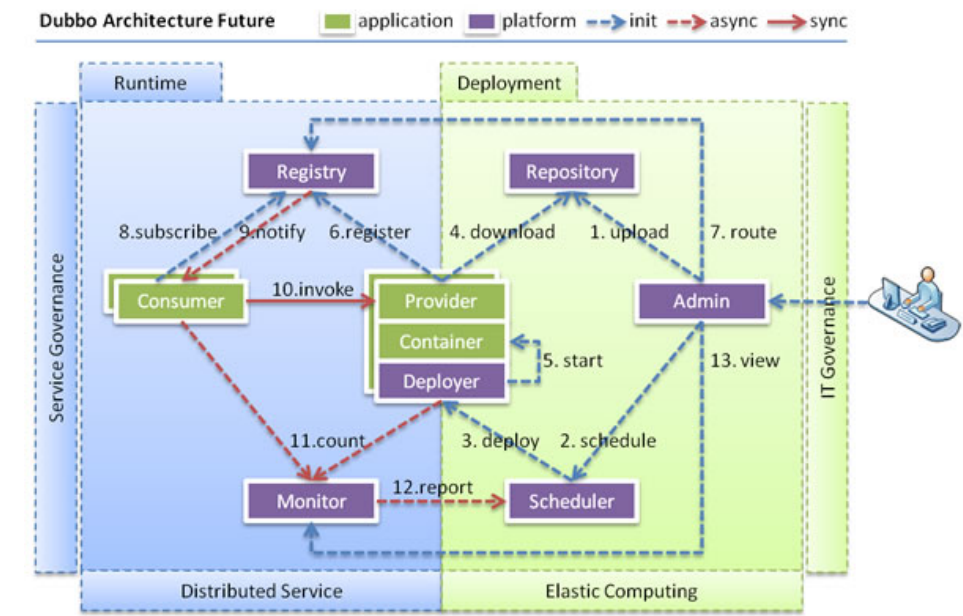 Dubbo Architecture Future
application
platform
init
async
sync
Runtime
Deployment
Service Governance
IT Governance
Registry
Repository
8.subscribe
9.notify
6.register
4. download
1. upload
7. route
Consumer
10.invoke
Provider
Admin
Container
Deployer
5. start
13. view
11.count
3. deploy
2. schedule
Monitor
12.report
Scheduler
Distributed Service
Elastic Computing